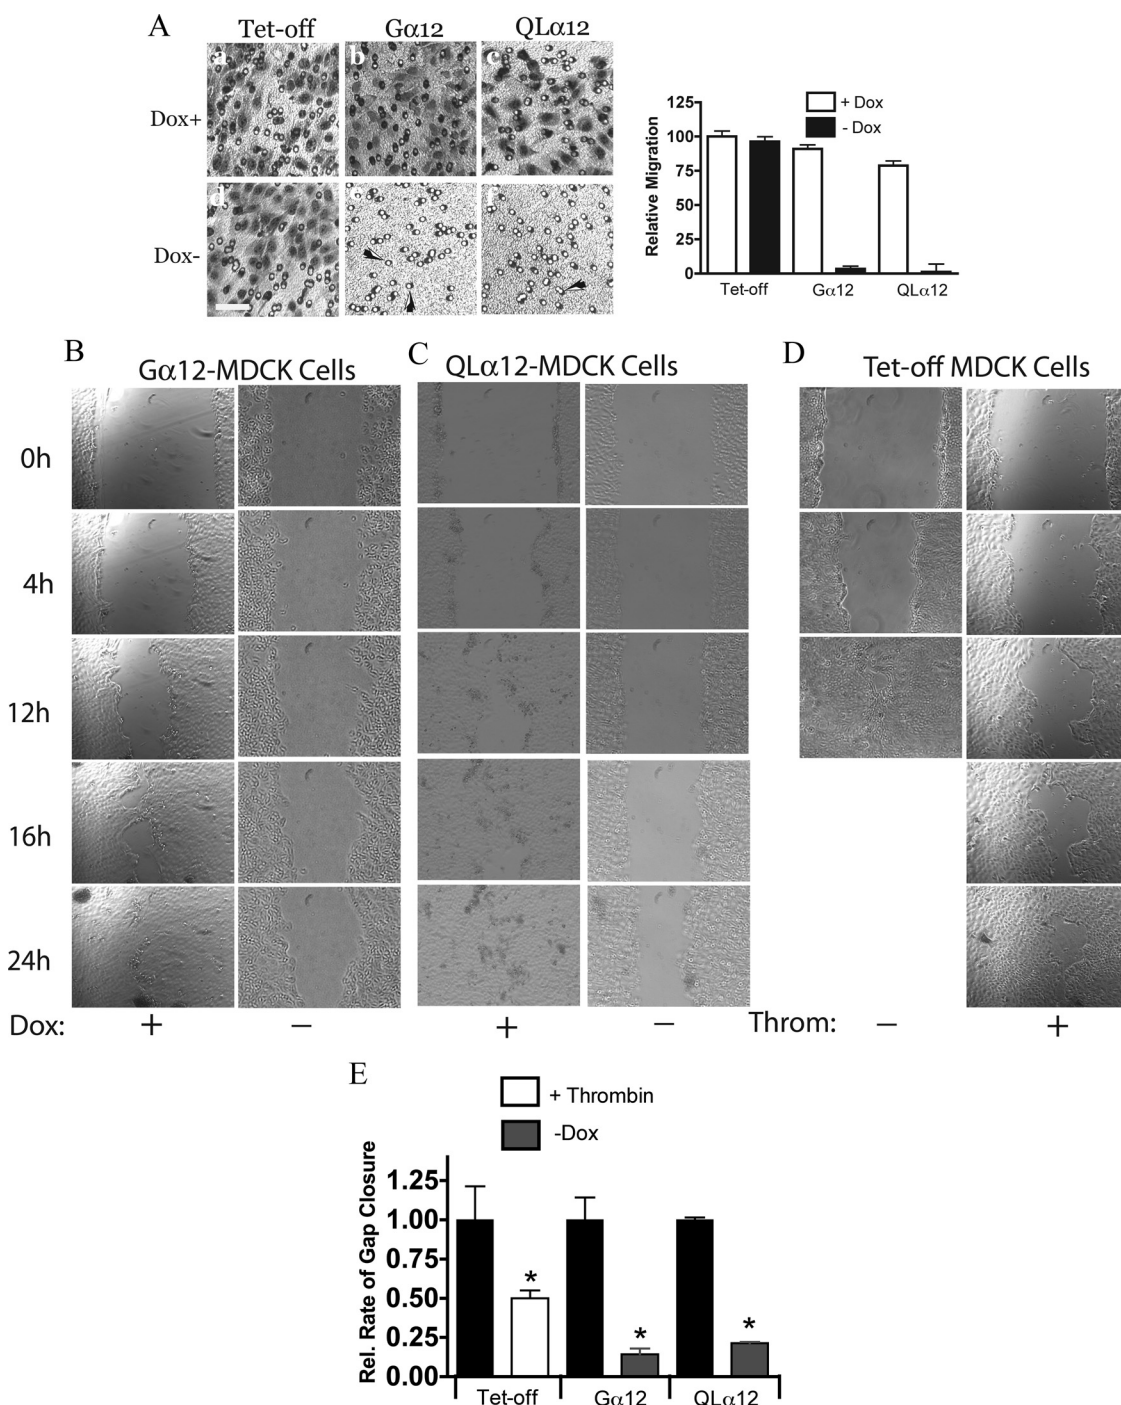 A
Tet-off
Gα12
QLα12
a
b
c
Dox+
d
Dox-
125
100
75
50
25
0
Relative Migration
+ Dox
- Dox
Tet-off
Gα12
QLα12
B
Gα12-MDCK Cells
C
QLα12-MDCK Cells
D
Tet-off MDCK Cells
0h
4h
12h
16h
24h
Dox:
+
−
+
−
Throm:
−
+
E
+ Thrombin
-Dox
Rel. Rate of Gap Closure
1.25
1.00
0.75
0.50
0.25
0.00
*
*
*
Tet-off
Gα12
QLα12